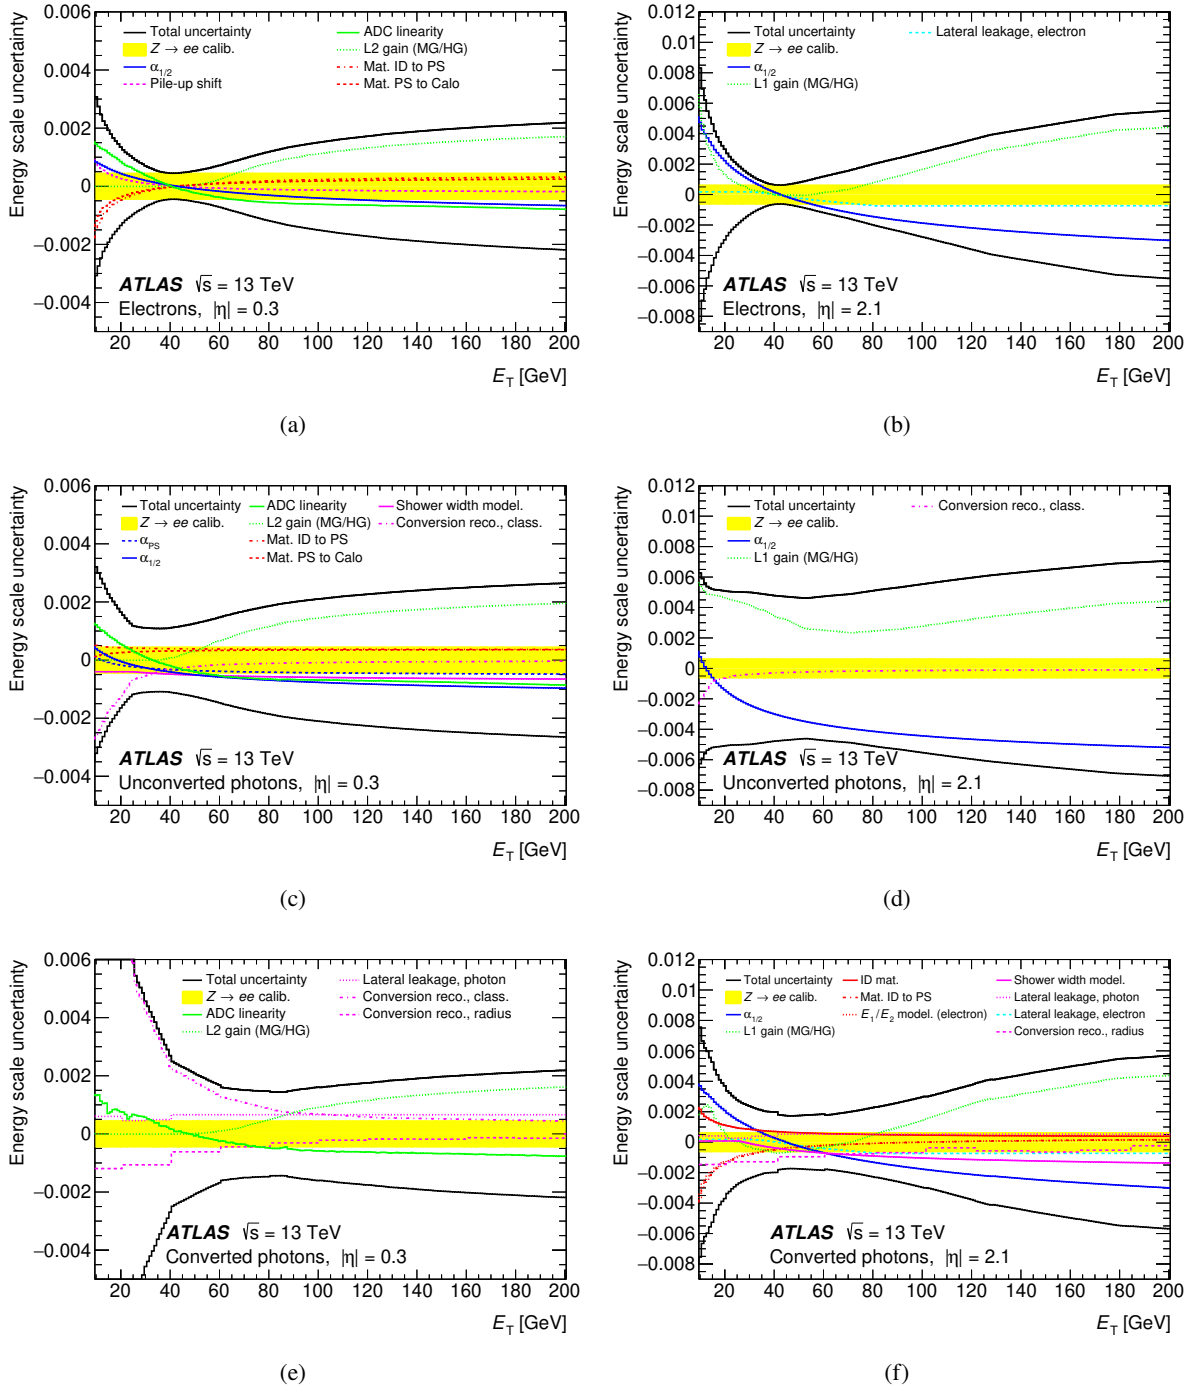 Energy scale uncertainty
0.006
0.004
0.002
0
−0.002
−0.004
Total uncertainty
Z → ee calib.
α1/2
Pile-up shift
ADC linearity
L2 gain (MG/HG)
Mat. ID to PS
Mat. PS to Calo
ATLAS √s = 13 TeV
Electrons, |η| = 0.3
20 40 60 80 100 120 140 160 180 200
ET [GeV]
(a)
Energy scale uncertainty
0.012
0.01
0.008
0.006
0.004
0.002
0
−0.002
−0.004
−0.006
−0.008
Total uncertainty
Z → ee calib.
α1/2
L1 gain (MG/HG)
Lateral leakage, electron
ATLAS √s = 13 TeV
Electrons, |η| = 2.1
20 40 60 80 100 120 140 160 180 200
ET [GeV]
(b)
Energy scale uncertainty
0.006
0.004
0.002
0
−0.002
−0.004
Total uncertainty
Z → ee calib.
αPS
α1/2
ADC linearity
L2 gain (MG/HG)
Mat. ID to PS
Mat. PS to Calo
Shower width model.
Conversion reco., class.
ATLAS √s = 13 TeV
Unconverted photons, |η| = 0.3
20 40 60 80 100 120 140 160 180 200
ET [GeV]
(c)
Energy scale uncertainty
0.012
0.01
0.008
0.006
0.004
0.002
0
−0.002
−0.004
−0.006
−0.008
Total uncertainty
Z → ee calib.
α1/2
L1 gain (MG/HG)
Conversion reco., class.
ATLAS √s = 13 TeV
Unconverted photons, |η| = 2.1
20 40 60 80 100 120 140 160 180 200
ET [GeV]
(d)
Energy scale uncertainty
0.006
0.004
0.002
0
−0.002
−0.004
Total uncertainty
Z → ee calib.
ADC linearity
L2 gain (MG/HG)
Lateral leakage, photon
Conversion reco., class.
Conversion reco., radius
ATLAS √s = 13 TeV
Converted photons, |η| = 0.3
20 40 60 80 100 120 140 160 180 200
ET [GeV]
(e)
Energy scale uncertainty
0.012
0.01
0.008
0.006
0.004
0.002
0
−0.002
−0.004
−0.006
−0.008
Total uncertainty
Z → ee calib.
α1/2
L1 gain (MG/HG)
ID mat.
Mat. ID to PS
E1/E2 model. (electron)
Shower width model.
Lateral leakage, photon
Lateral leakage, electron
Conversion reco., radius
ATLAS √s = 13 TeV
Converted photons, |η| = 2.1
20 40 60 80 100 120 140 160 180 200
ET [GeV]
(f)